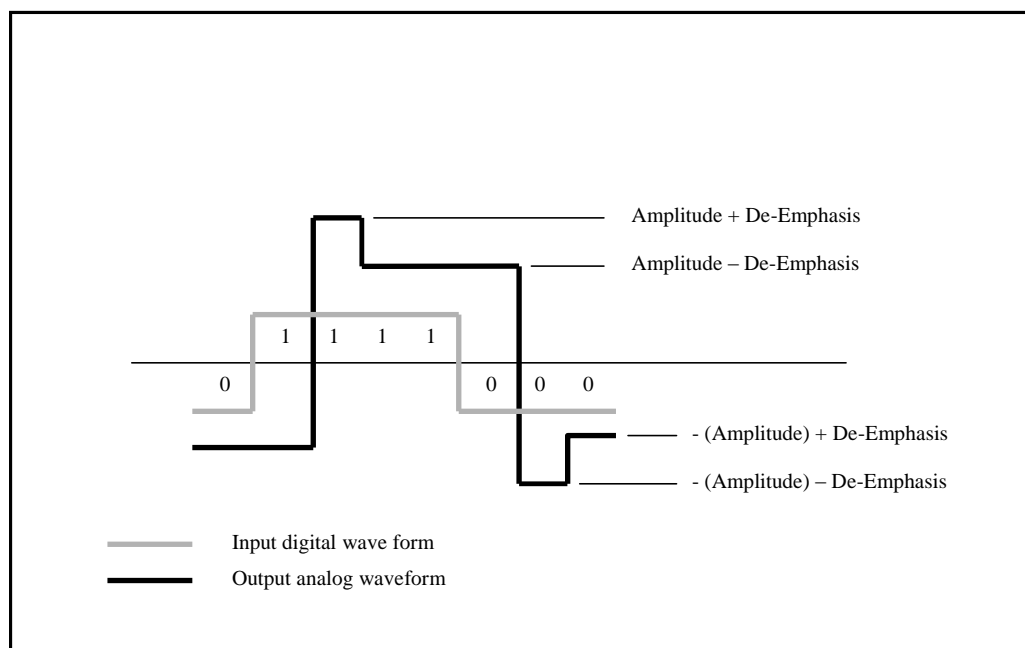 Amplitude + De-Emphasis
Amplitude – De-Emphasis
1 1 1 1
0 0 0 0
- (Amplitude) + De-Emphasis
- (Amplitude) – De-Emphasis
Input digital wave form
Output analog waveform